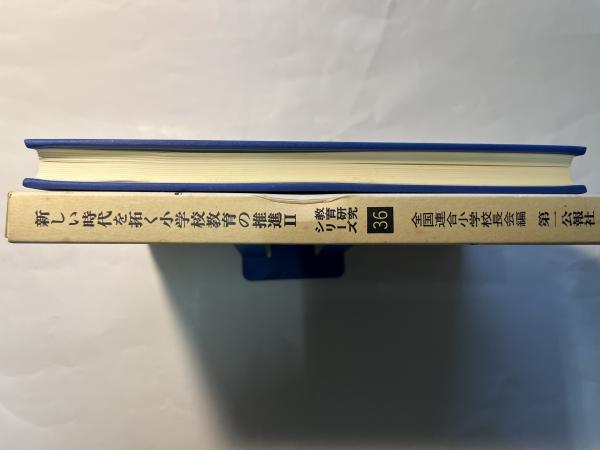 新しい時代を拓く小学校教育の推進Ⅱ
教育研究
シリーズ
36
全国連合小学校長会編
第一公報社